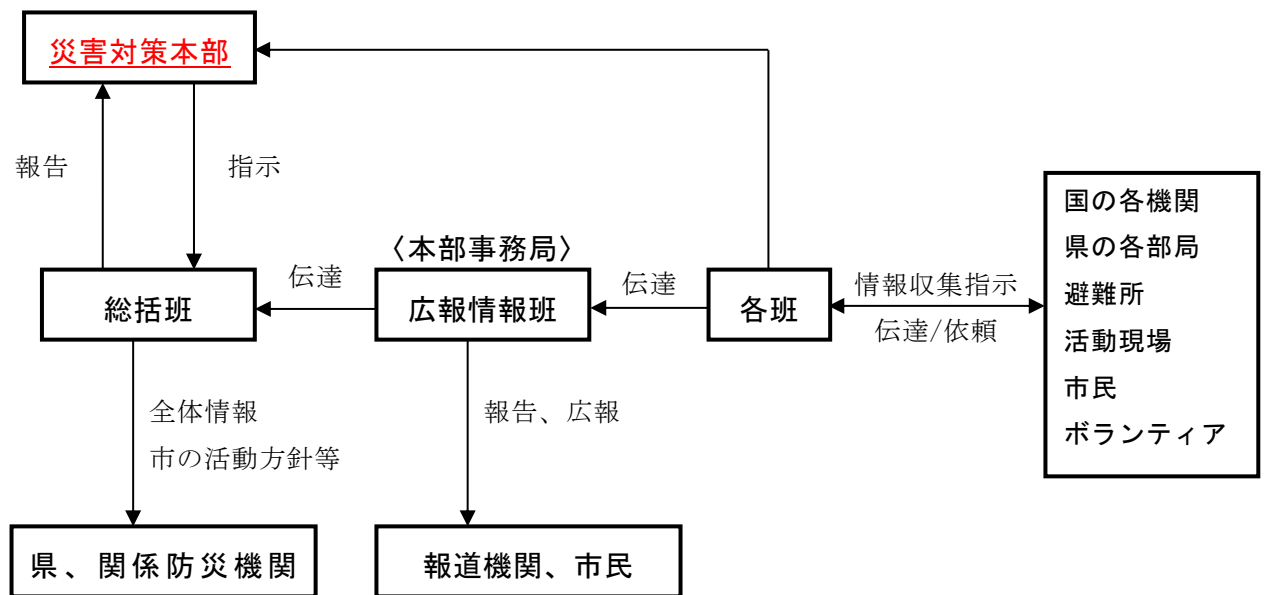 災害対策本部
報告
指示
〈本部事務局〉
総括班
伝達
広報情報班
伝達
各班
情報収集指示
伝達/依頼
国の各機関
県の各部局
避難所
活動現場
市民
ボランティア
全体情報
市の活動方針等
報告、広報
県、関係防災機関
報道機関、市民